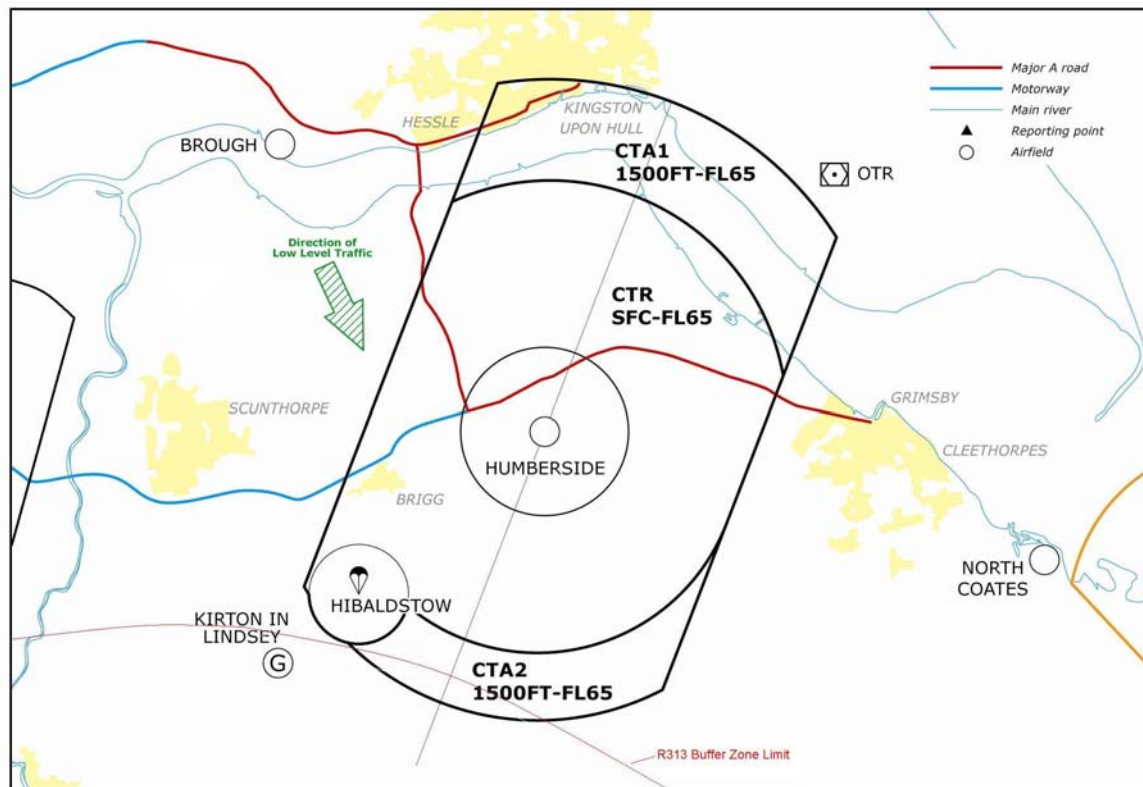 Major A road
Motorway
Main river
Reporting point
Airfield
HESSLE
KINGSTON
UPON HULL
BROUGH
CTA1
1500FT-FL65
OTR
Direction of
Low Level Traffic
CTR
SFC-FL65
SCUNTHORPE
GRIMSBY
CLEETHORPES
HUMBERSIDE
BRIGG
NORTH
COATES
HIBALDSTOW
KIRTON IN
LINDSEY
G
CTA2
1500FT-FL65
R313 Buffer Zone Limit